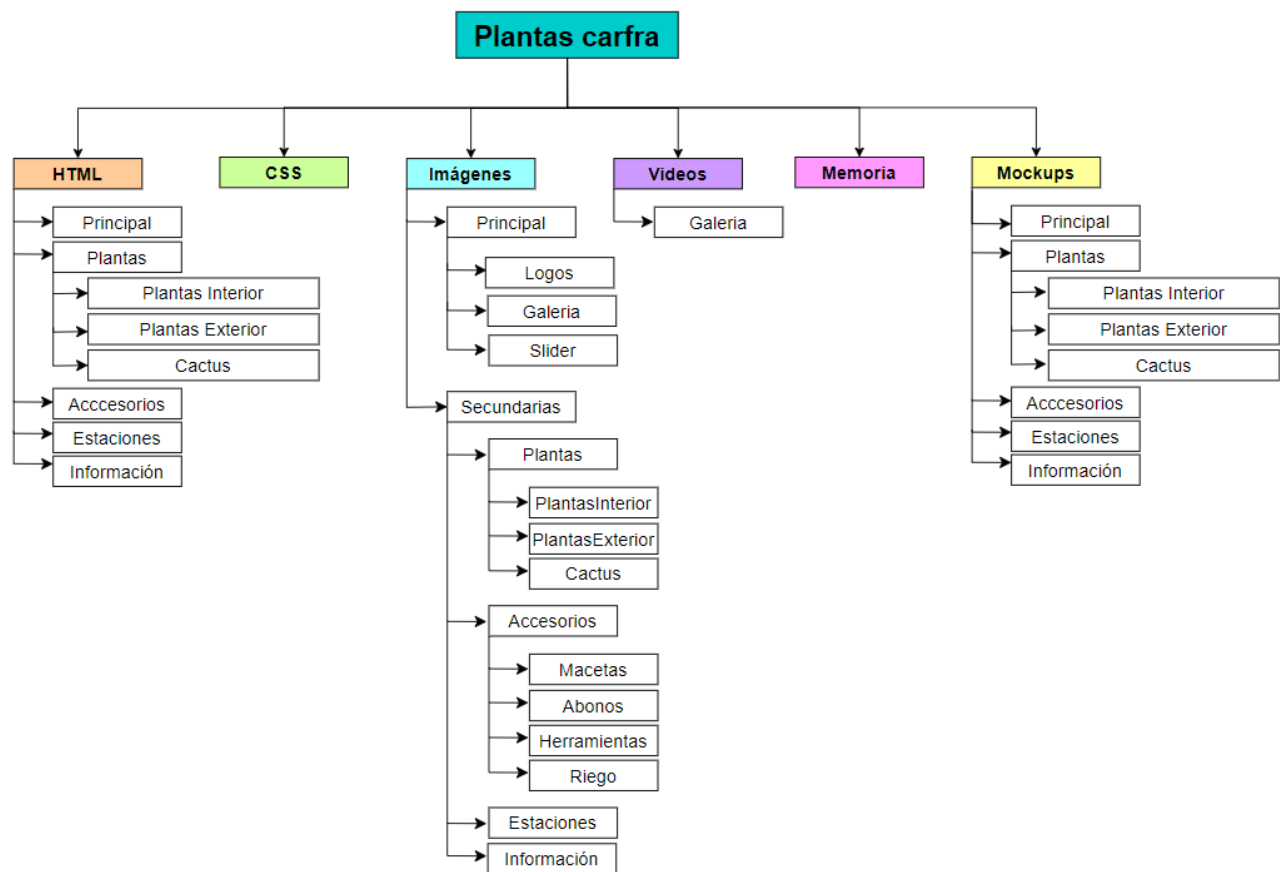 Plantas carfra
HTML
CSS
Imágenes
Videos
Memoria
Mockups
Principal
Plantas
Plantas Interior
Plantas Exterior
Cactus
Acccesorios
Estaciones
Información
Principal
Logos
Galeria
Slider
Secundarias
Plantas
PlantasInterior
PlantasExterior
Cactus
Accesorios
Macetas
Abonos
Herramientas
Riego
Estaciones
Información
Galeria
Principal
Plantas
Plantas Interior
Plantas Exterior
Cactus
Acccesorios
Estaciones
Información